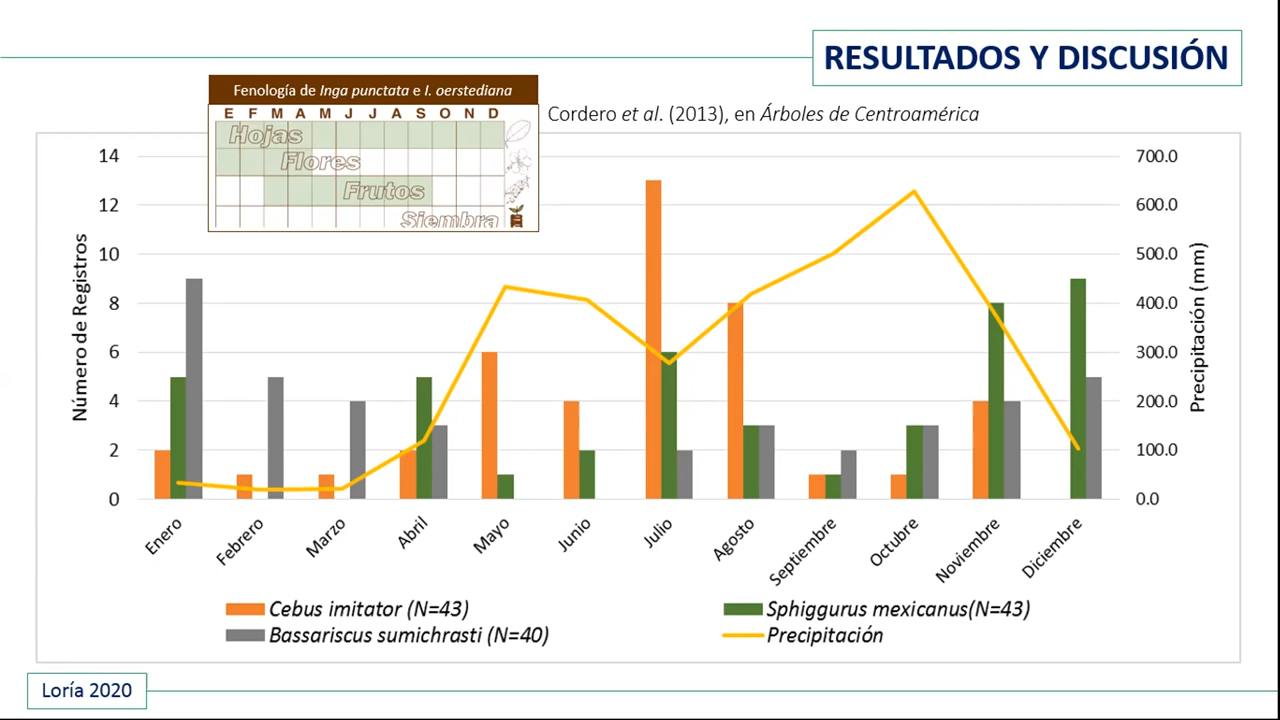 RESULTADOS Y DISCUSIÓN
Fenología de Inga punctata e I. oerstediana
E F M A M J J A S O N D
Hojas
Flores
Frutos
Siembra
Cordero et al. (2013), en Árboles de Centroamérica
14
12
10
8
6
4
2
0
Número de Registros
700.0
600.0
500.0
400.0
300.0
200.0
100.0
0.0
Precipitación (mm)
Enero
Febrero
Marzo
Abril
Mayo
Junio
Julio
Agosto
Septiembre
Octubre
Noviembre
Diciembre
Cebus imitator (N=43)
Sphiggurus mexicanus(N=43)
Bassariscus sumichrasti (N=40)
Precipitación
Loría 2020